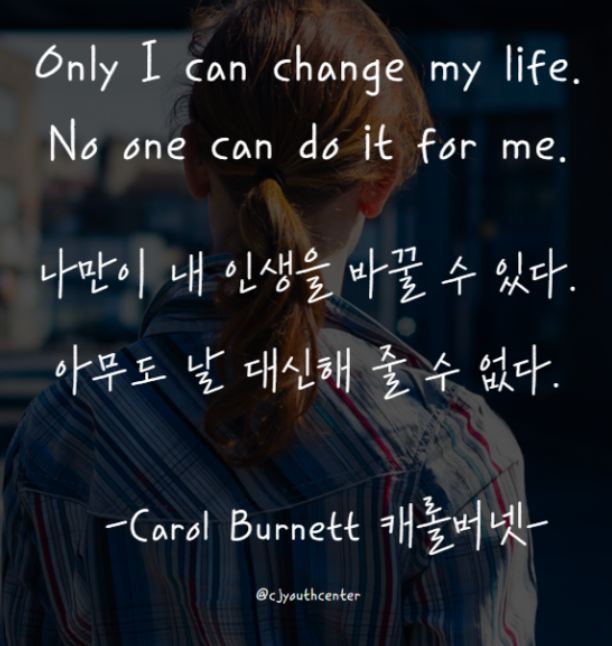 Only I can change my life.
No one can do it for me.
나만이 내 인생을 바꿀 수 있다.
아무도 날 대신해 줄 수 없다.
-Carol Burnett 캐롤버넷-
@cjyouthcenter